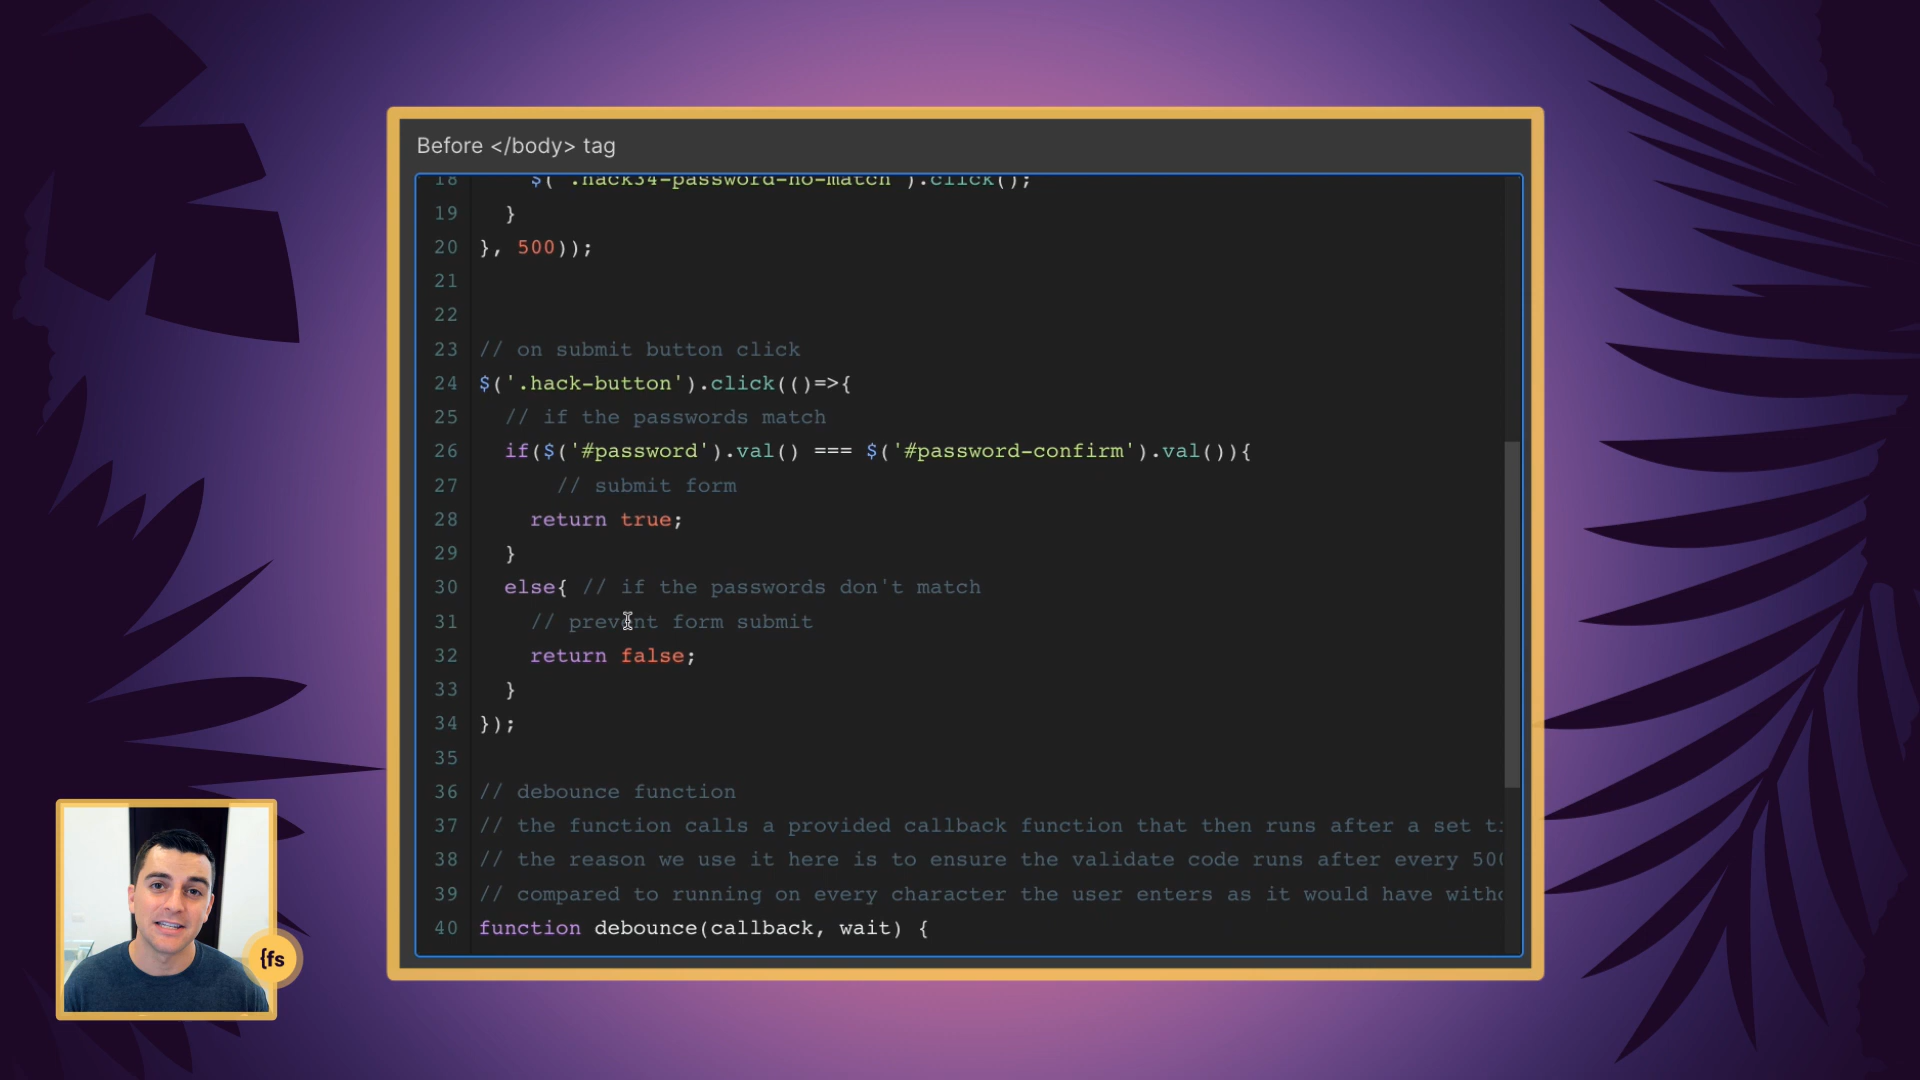 Before </body> tag
18 $('.hack34-password-no-match').click();
19 }
20 }, 500));
21
22
23 // on submit button click
24 $('.hack-button').click(()=>{
25 // if the passwords match
26 if($('#password').val() === $('#password-confirm').val()){
27 // submit form
28 return true;
29 }
30 else{ // if the passwords don't match
31 // prevent form submit
32 return false;
33 }
34 });
35
36 // debounce function
37 // the function calls a provided callback function that then runs after a set
38 // the reason we use it here is to ensure the validate code runs after every
39 // compared to running on every character the user enters as it would have
40 function debounce(callback, wait) {
{fs